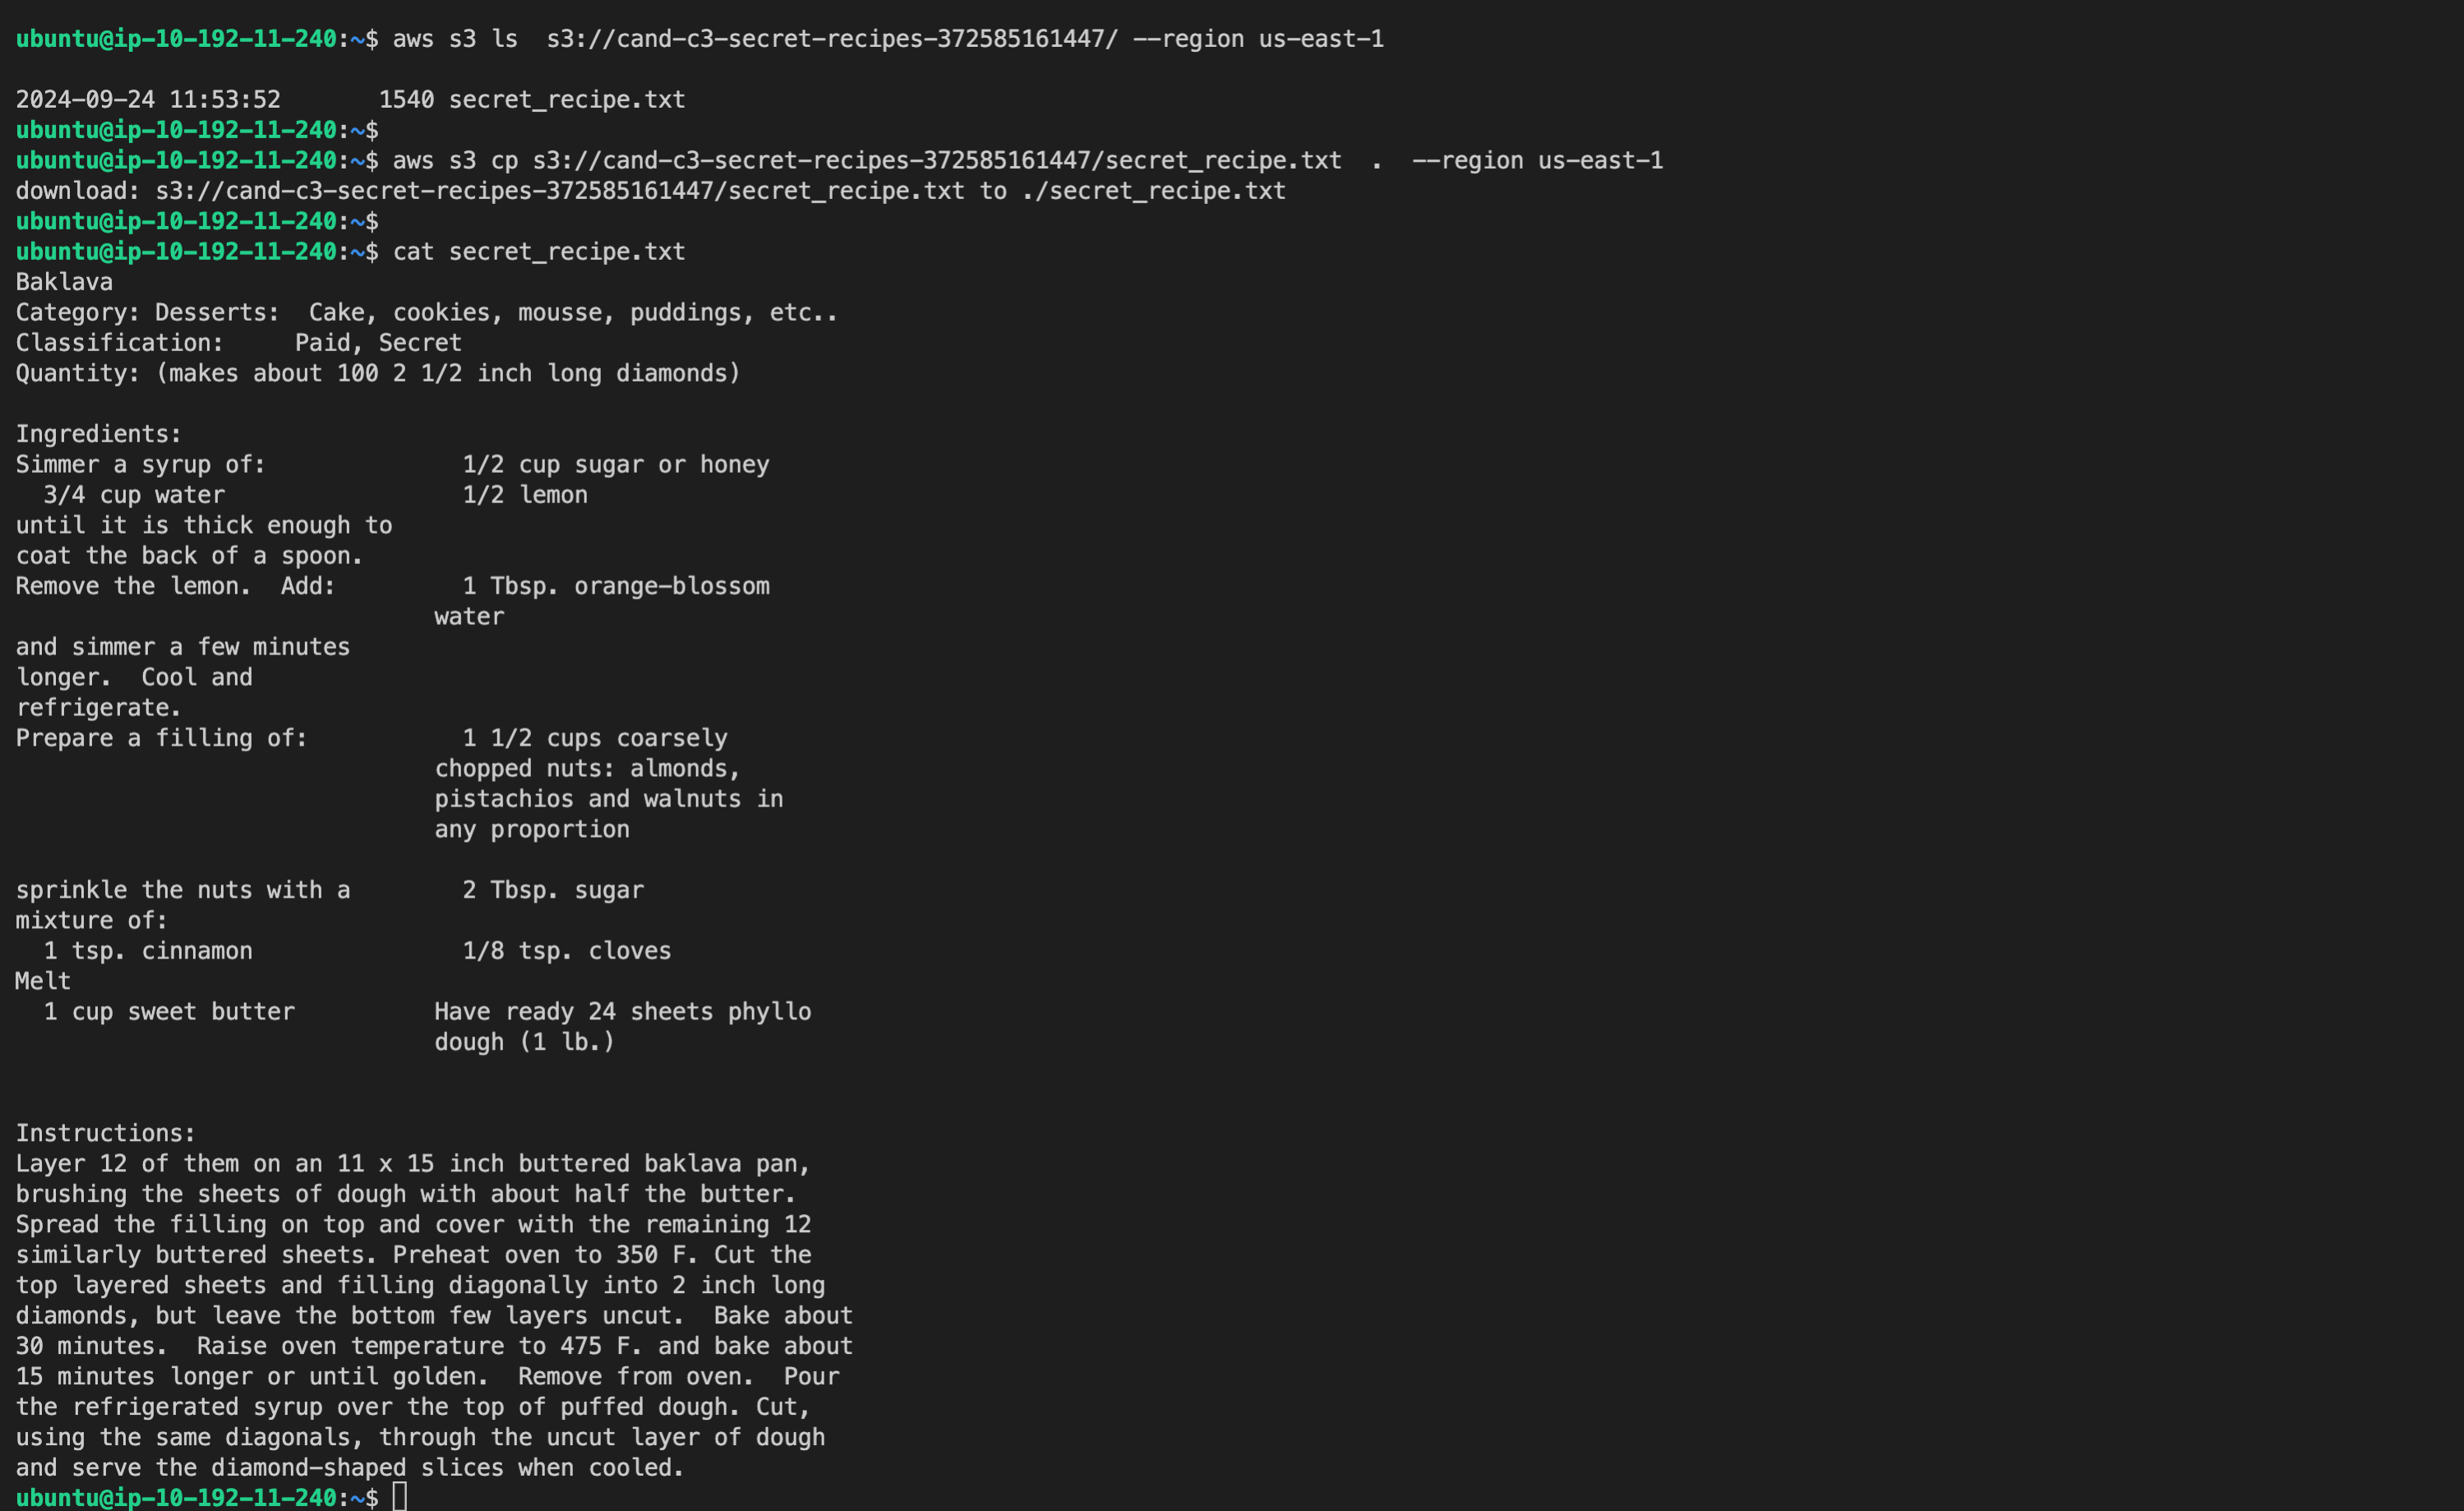 ubuntu@ip-10-192-11-240:~$ aws s3 ls  s3://cand-c3-secret-recipes-372585161447/ --region us-east-1
2024-09-24 11:53:52       1540 secret_recipe.txt
ubuntu@ip-10-192-11-240:~$
ubuntu@ip-10-192-11-240:~$ aws s3 cp s3://cand-c3-secret-recipes-372585161447/secret_recipe.txt  .  --region us-east-1
download: s3://cand-c3-secret-recipes-372585161447/secret_recipe.txt to ./secret_recipe.txt
ubuntu@ip-10-192-11-240:~$
ubuntu@ip-10-192-11-240:~$ cat secret_recipe.txt
Baklava
Category: Desserts:  Cake, cookies, mousse, puddings, etc..
Classification:     Paid, Secret
Quantity: (makes about 100 2 1/2 inch long diamonds)
Ingredients:
Simmer a syrup of:              1/2 cup sugar or honey
  3/4 cup water                 1/2 lemon
until it is thick enough to
coat the back of a spoon.
Remove the lemon.  Add:         1 Tbsp. orange-blossom
                              water
and simmer a few minutes
longer.  Cool and
refrigerate.
Prepare a filling of:           1 1/2 cups coarsely
                              chopped nuts: almonds,
                              pistachios and walnuts in
                              any proportion
sprinkle the nuts with a        2 Tbsp. sugar
mixture of:
  1 tsp. cinnamon               1/8 tsp. cloves
Melt
  1 cup sweet butter          Have ready 24 sheets phyllo
                              dough (1 lb.)
Instructions:
Layer 12 of them on an 11 x 15 inch buttered baklava pan,
brushing the sheets of dough with about half the butter.
Spread the filling on top and cover with the remaining 12
similarly buttered sheets. Preheat oven to 350 F. Cut the
top layered sheets and filling diagonally into 2 inch long
diamonds, but leave the bottom few layers uncut.  Bake about
30 minutes.  Raise oven temperature to 475 F. and bake about
15 minutes longer or until golden.  Remove from oven.  Pour
the refrigerated syrup over the top of puffed dough. Cut,
using the same diagonals, through the uncut layer of dough
and serve the diamond-shaped slices when cooled.
ubuntu@ip-10-192-11-240:~$